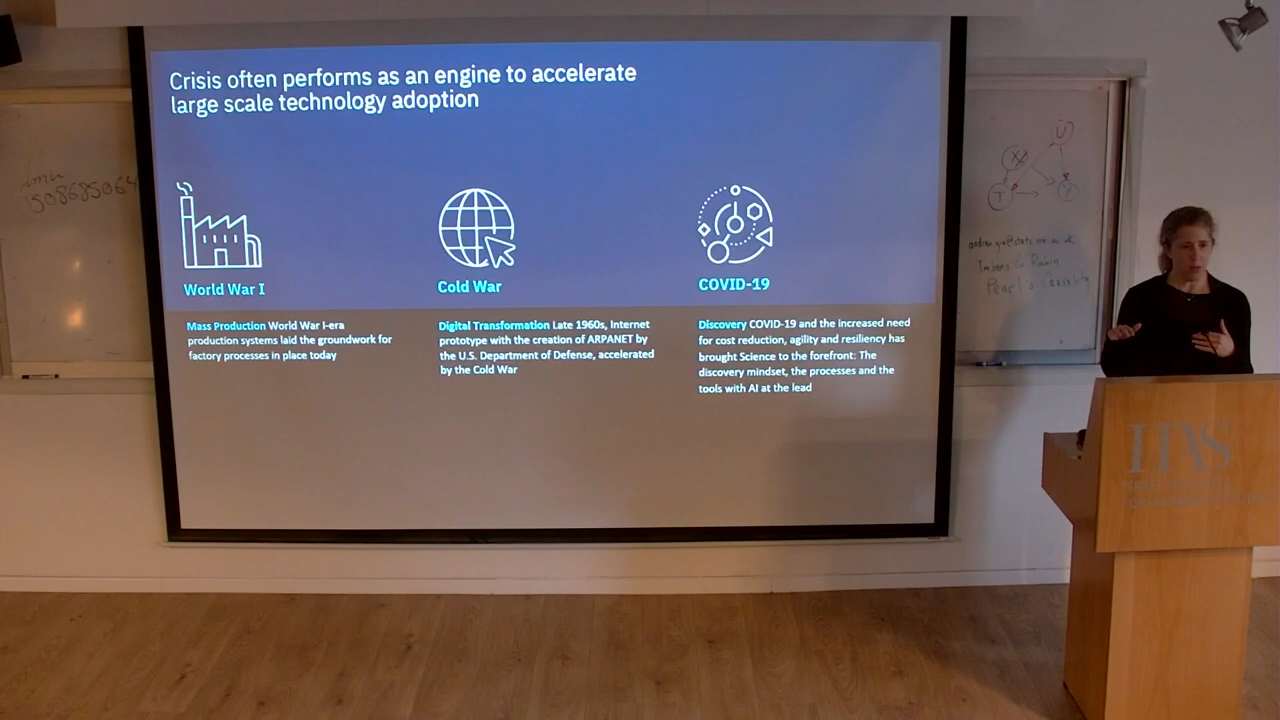 Crisis often performs as an engine to accelerate
large scale technology adoption
World War I
Cold War
COVID-19
Mass Production World War I-era
production systems laid the groundwork for
factory processes in place today
Digital Transformation Late 1960s, Internet
prototype with the creation of ARPANET by
the U.S. Department of Defense, accelerated
by the Cold War
Discovery COVID-19 and the increased need
for cost reduction, agility and resiliency has
brought Science to the forefront: The
discovery mindset, the processes and the
tools with AI at the lead
U
X
T
Y
Imbens & Rubin
Pearl's Causality
IIAS